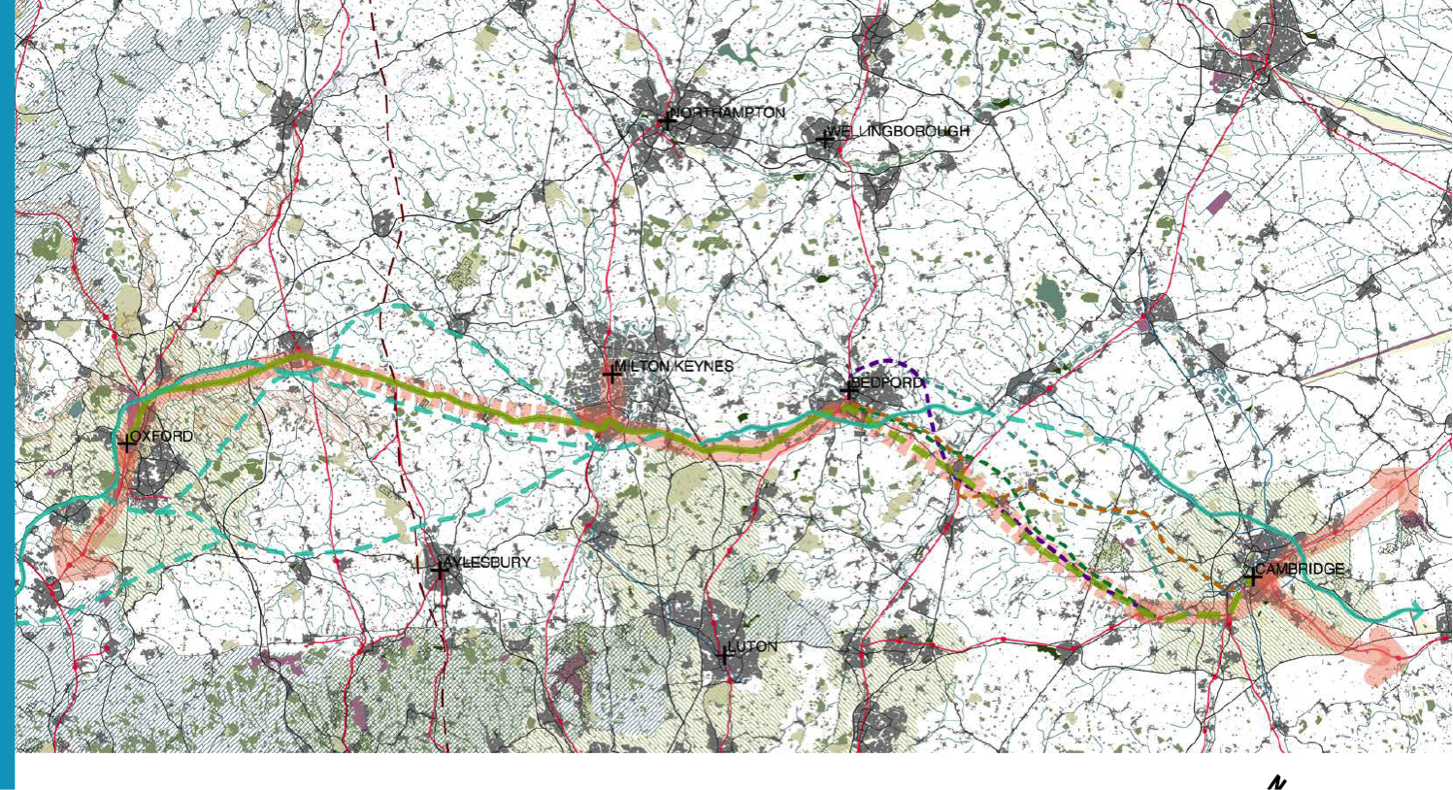 NORTHAMPTON
WELLINGBOROUGH
MILTON KEYNES
BEDFORD
OXFORD
AYLESBURY
CAMBRIDGE
LUTON
N